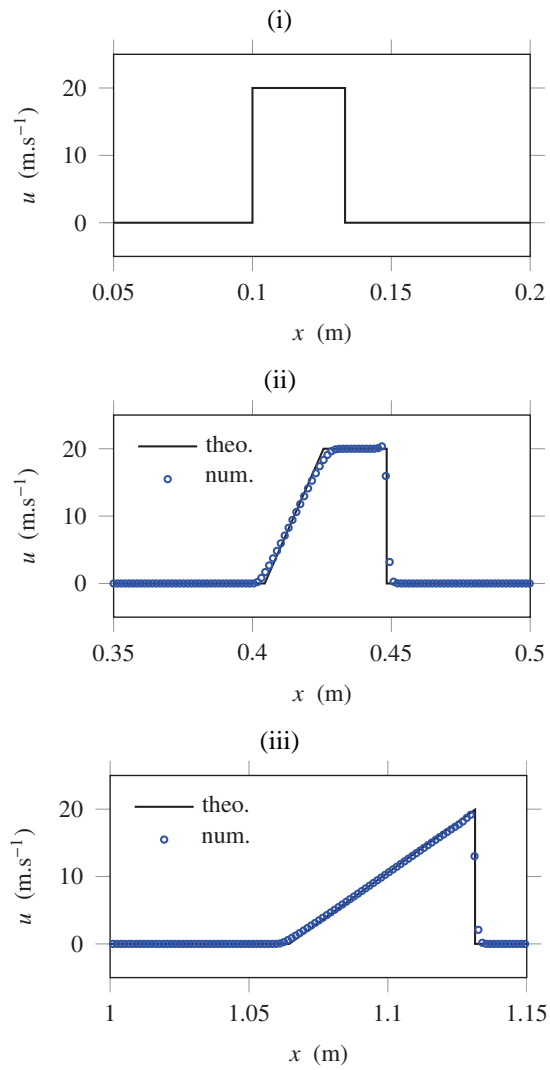 (i)
20
10
0
u (m.s⁻¹)
0.05 0.1 0.15 0.2
x (m)
(ii)
theo.
num.
20
10
0
u (m.s⁻¹)
0.35 0.4 0.45 0.5
x (m)
(iii)
theo.
num.
20
10
0
u (m.s⁻¹)
1 1.05 1.1 1.15
x (m)